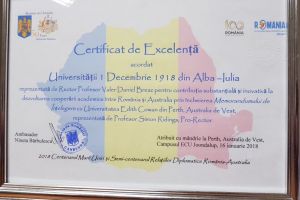 100
ROMÂNIA
ROMÂNIA
Certificat de Excelență
acordat
Universității 1 Decembrie 1918 din Alba-Iulia
reprezentată de Rector Profesor Valer Daniel Breaz pentru contribuția substanțială și inovativă la
dezvoltarea cooperării academice între România și Australia prin încheierea Memorandumului de
Înțelegere cu Universitatea Edith Cowan din Perth, Australia de Vest,
reprezentată de Profesor Simon Ridings, Pro-Rector
Ambasador
Nineta Bărbulescu
Atribuit cu mândrie la Perth, Australia de Vest,
Campusul ECU Joondalup, 16 ianuarie 2018
2018 Centenarul Marii Uniri și Semi-centenarul Relațiilor Diplomatice România-Australia